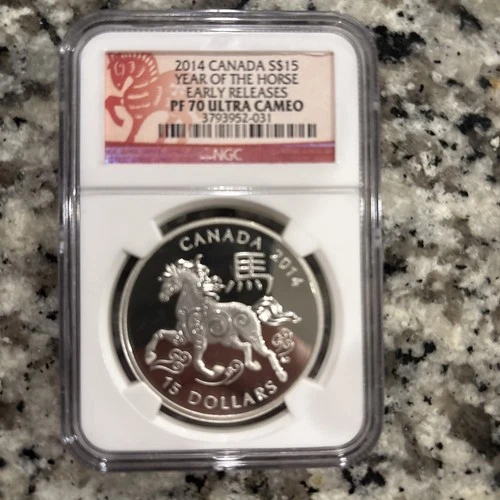 2014 CANADA S$15
YEAR OF THE HORSE
EARLY RELEASES
PF 70 ULTRA CAMEO
3793952-031
NGC
CANADA 2014
馬
15 DOLLARS